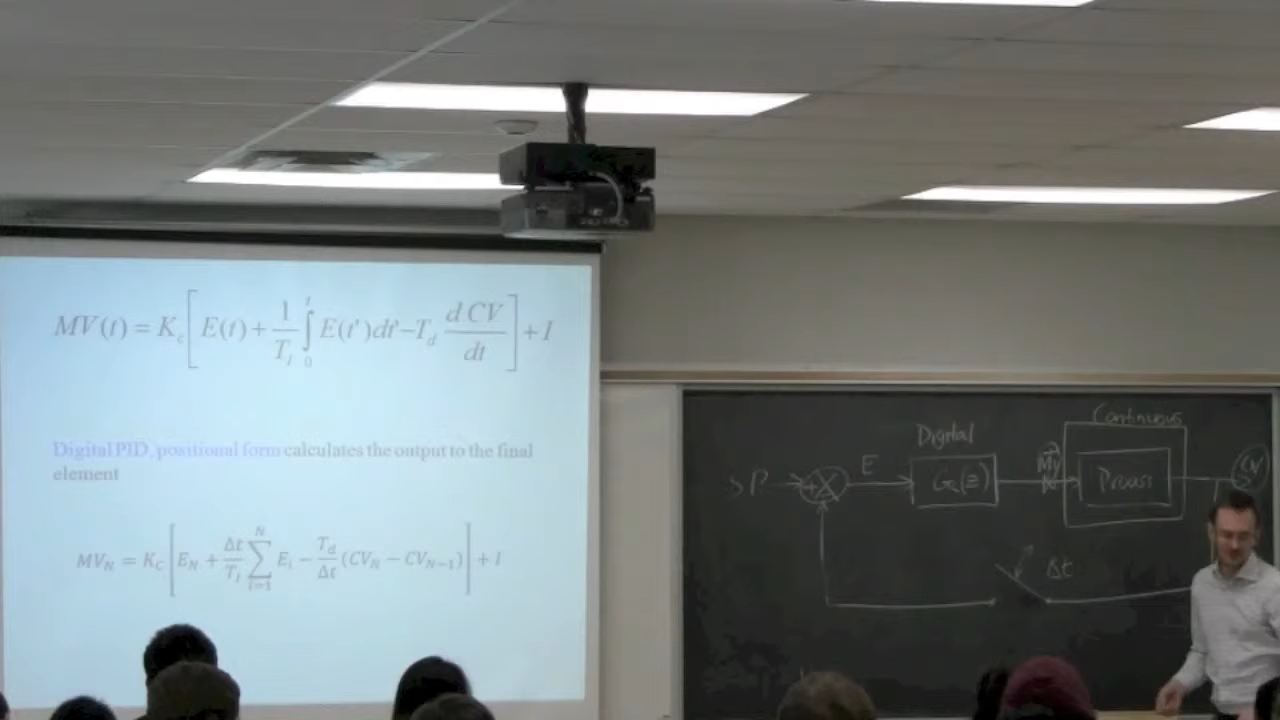 MV(t) = K_c [ E(t) + 1/T_I ∫_0^t E(t')dt' − T_d dCV/dt ] + I
Digital PID, positional form calculates the output to the final
element
MV_N = K_C [ E_N + Δt/T_I ∑_{i=1}^N E_i − T_d/Δt (CV_N − CV_{N−1}) ] + I
Continuous
Digital
SP
E
G_c(z)
MV
Process
CV
Δt